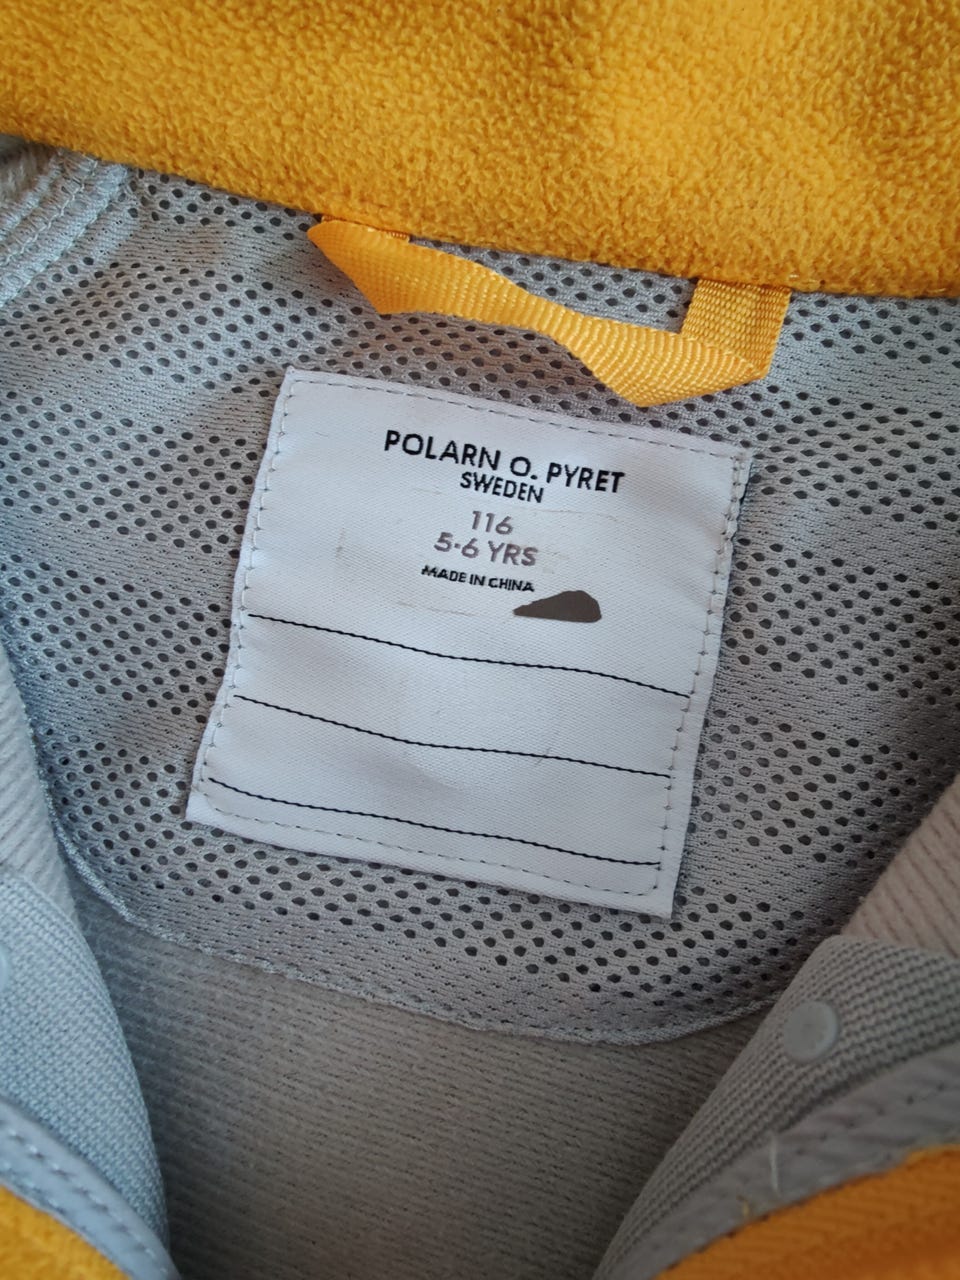 POLARN O. PYRET
SWEDEN
116
5-6 YRS
MADE IN CHINA